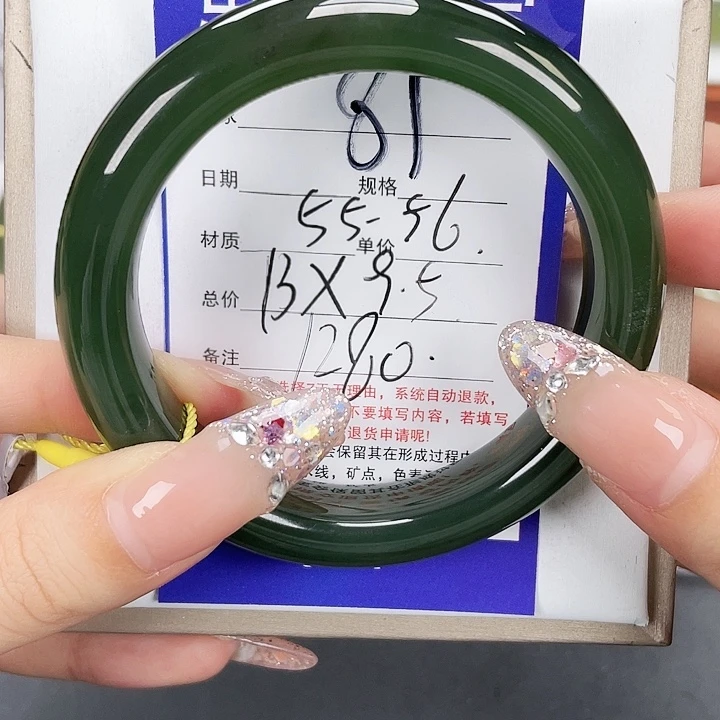 81
日期 规格
55-56.
材质 单价
13X9.5
总价
1280.
备注
由，系统自动退款，
不要填写内容，若填写
退货申请呢!
会保留其在形成过程
水线，矿点，色